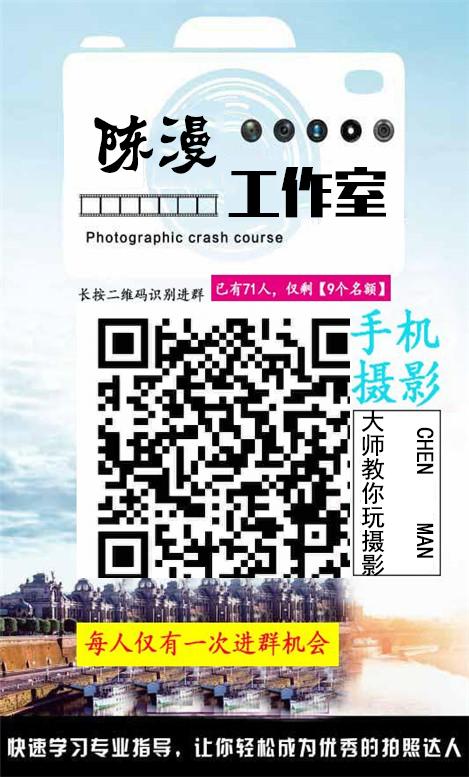 陈漫
工作室
Photographic crash course
长按二维码识别进群
已有71人，仅剩【9个名额】
手机
摄影
大师教你玩摄影
CHEN MAN
每人仅有一次进群机会
快速学习专业指导，让你轻松成为优秀的拍照达人